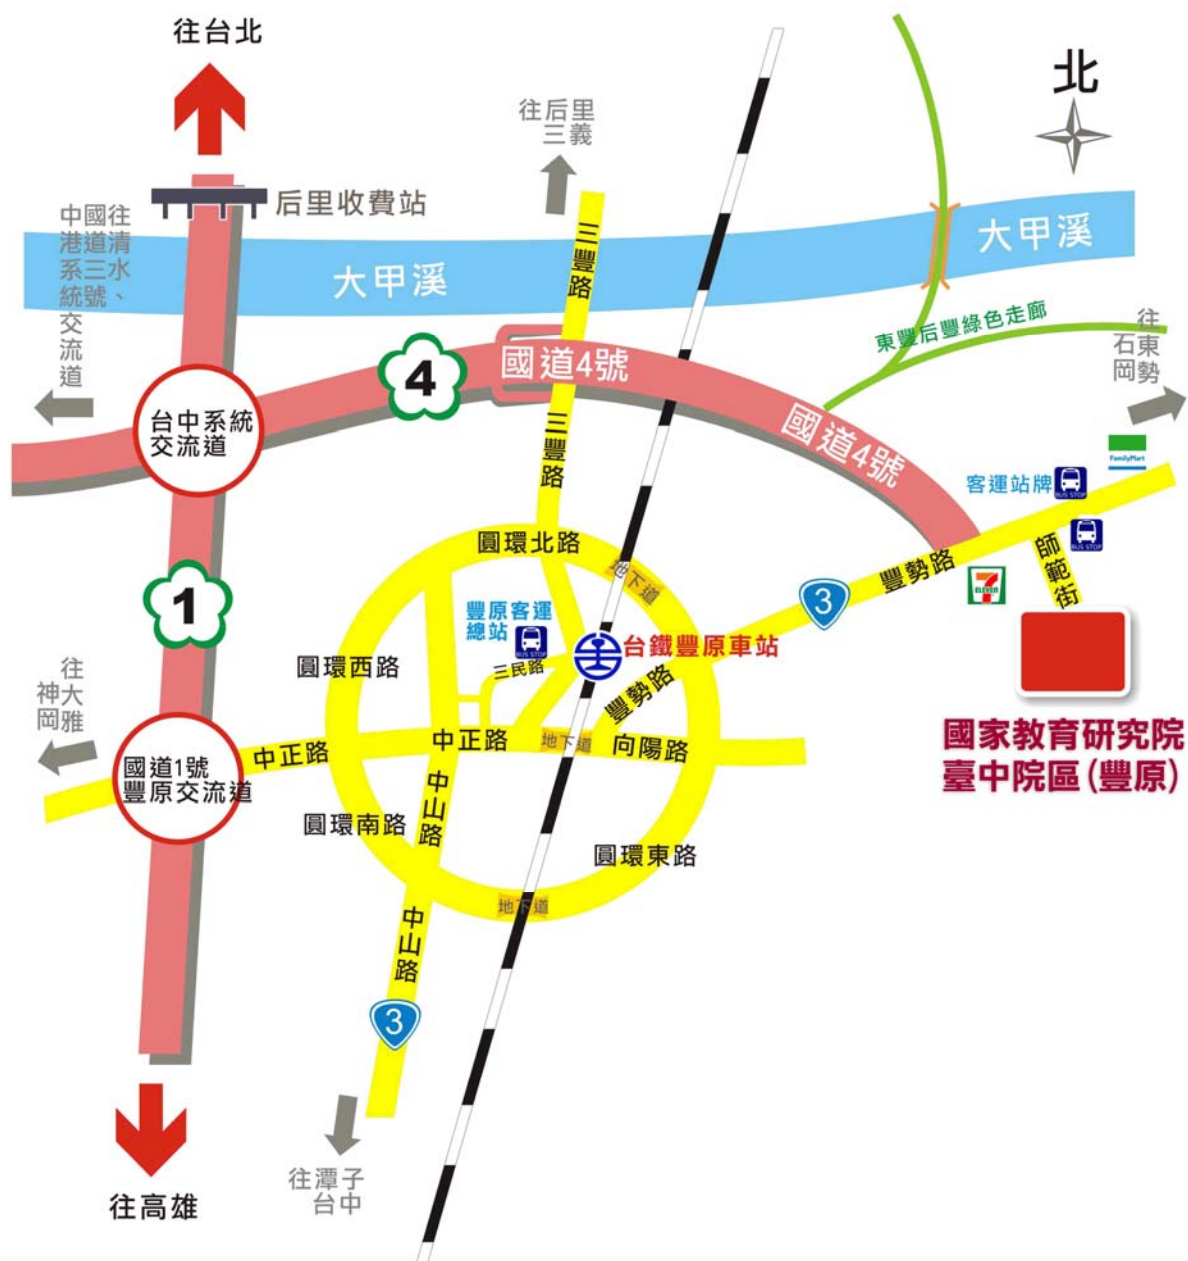 往台北
北
往后里
三義
后里收費站
往清水、
國道三號
中港系統交流道
大甲溪
大甲溪
三豐路
東豐后豐綠色走廊
往東勢
石岡
國道4號
4
國道4號
台中系統
交流道
三豐路
FamilyMart
客運站牌
BUS STOP
BUS STOP
圓環北路
地下道
豐勢路
師範街
7
ELEVEN
1
3
豐原客運
總站
BUS STOP
台鐵豐原車站
三民路
圓環西路
豐勢路
往大雅
神岡
國道1號
豐原交流道
中正路
中正路
地下道
向陽路
國家教育研究院
臺中院區(豐原)
中山路
圓環南路
圓環東路
地下道
中山路
3
往潭子
台中
往高雄